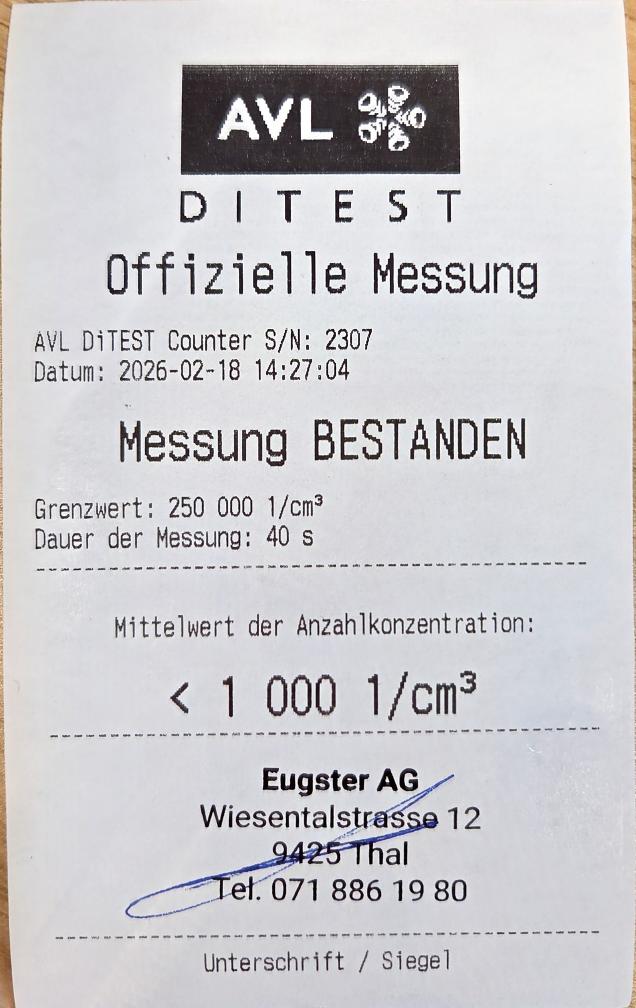 AVL
DITEST
Offizielle Messung
AVL DiTEST Counter S/N: 2307
Datum: 2026-02-18 14:27:04
Messung BESTANDEN
Grenzwert: 250 000 1/cm³
Dauer der Messung: 40 s
Mittelwert der Anzahlkonzentration:
< 1 000 1/cm³
Eugster AG
Wiesentalstrasse 12
9425 Thal
Tel. 071 886 19 80
Unterschrift / Siegel